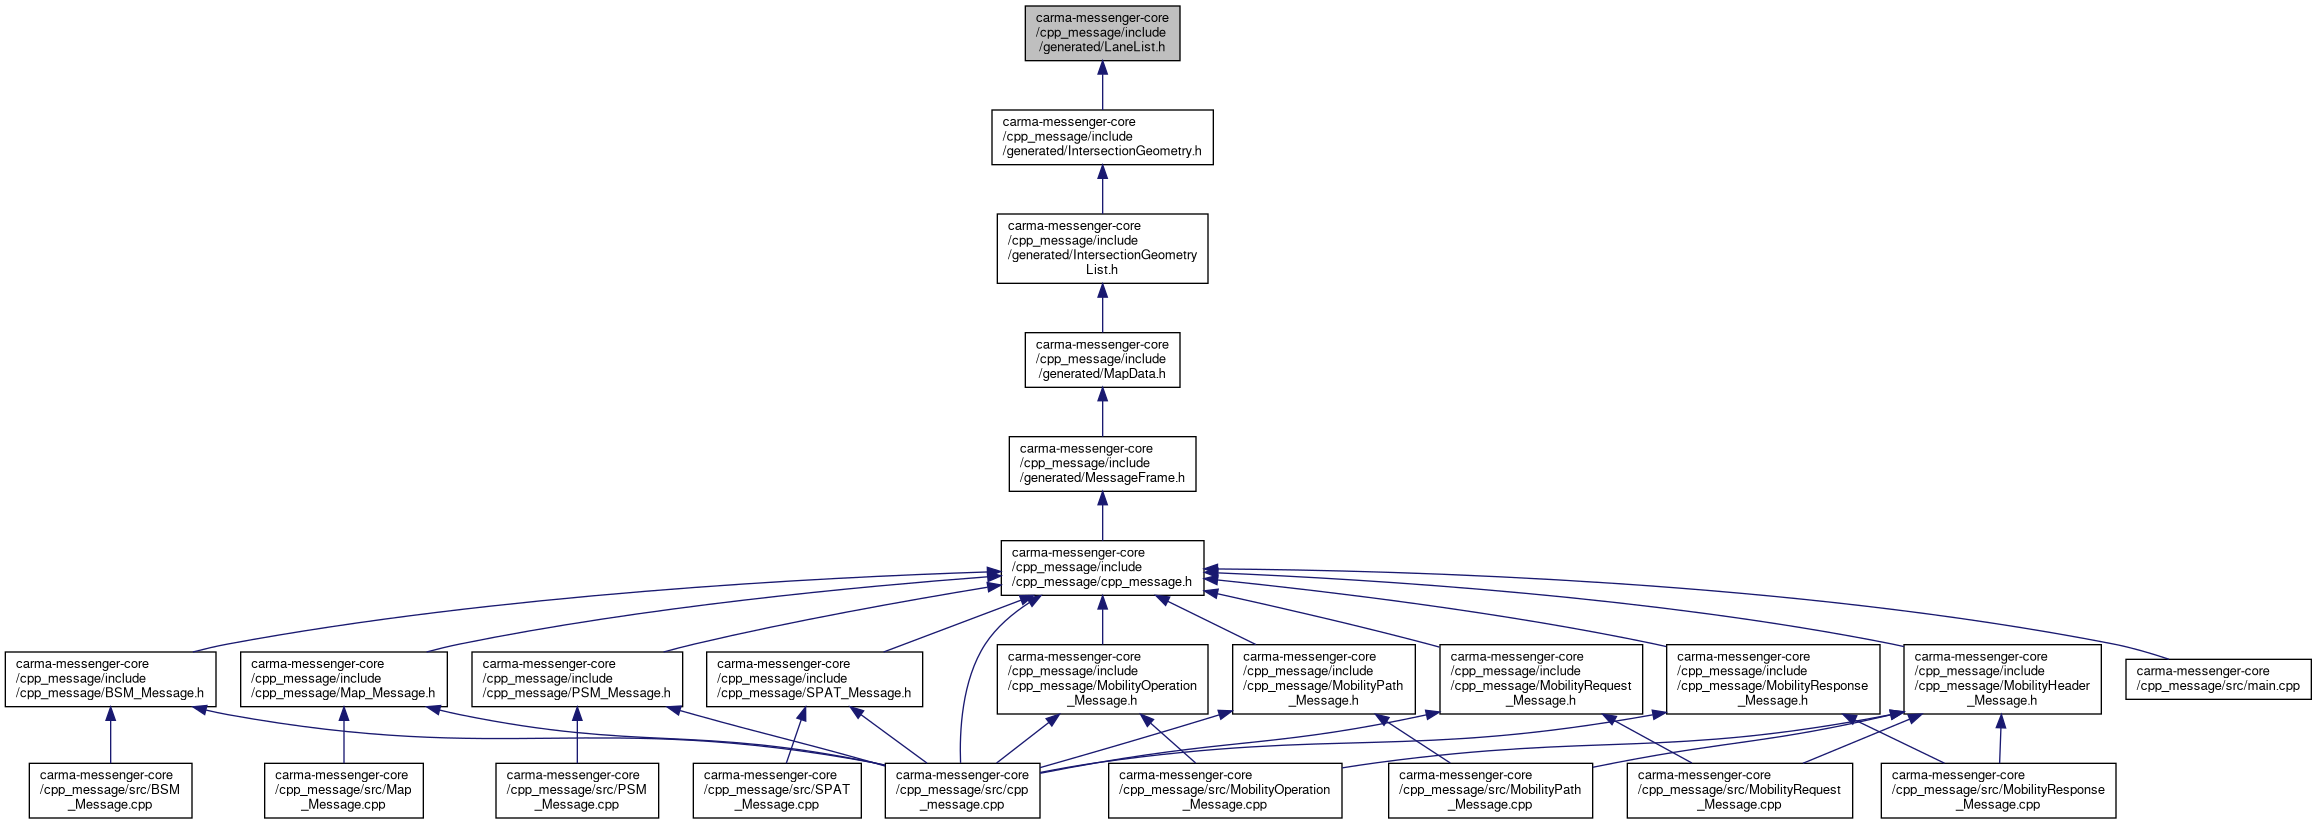 carma-messenger-core
/cpp_message/include
/generated/LaneList.h
carma-messenger-core
/cpp_message/include
/generated/IntersectionGeometry.h
carma-messenger-core
/cpp_message/include
/generated/IntersectionGeometry
List.h
carma-messenger-core
/cpp_message/include
/generated/MapData.h
carma-messenger-core
/cpp_message/include
/generated/MessageFrame.h
carma-messenger-core
/cpp_message/include
/cpp_message/cpp_message.h
carma-messenger-core
/cpp_message/include
/cpp_message/BSM_Message.h
carma-messenger-core
/cpp_message/include
/cpp_message/Map_Message.h
carma-messenger-core
/cpp_message/include
/cpp_message/PSM_Message.h
carma-messenger-core
/cpp_message/include
/cpp_message/SPAT_Message.h
carma-messenger-core
/cpp_message/include
/cpp_message/MobilityOperation
_Message.h
carma-messenger-core
/cpp_message/include
/cpp_message/MobilityPath
_Message.h
carma-messenger-core
/cpp_message/include
/cpp_message/MobilityRequest
_Message.h
carma-messenger-core
/cpp_message/include
/cpp_message/MobilityResponse
_Message.h
carma-messenger-core
/cpp_message/include
/cpp_message/MobilityHeader
_Message.h
carma-messenger-core
/cpp_message/src/main.cpp
carma-messenger-core
/cpp_message/src/BSM
_Message.cpp
carma-messenger-core
/cpp_message/src/Map
_Message.cpp
carma-messenger-core
/cpp_message/src/PSM
_Message.cpp
carma-messenger-core
/cpp_message/src/SPAT
_Message.cpp
carma-messenger-core
/cpp_message/src/cpp
_message.cpp
carma-messenger-core
/cpp_message/src/MobilityOperation
_Message.cpp
carma-messenger-core
/cpp_message/src/MobilityPath
_Message.cpp
carma-messenger-core
/cpp_message/src/MobilityRequest
_Message.cpp
carma-messenger-core
/cpp_message/src/MobilityResponse
_Message.cpp